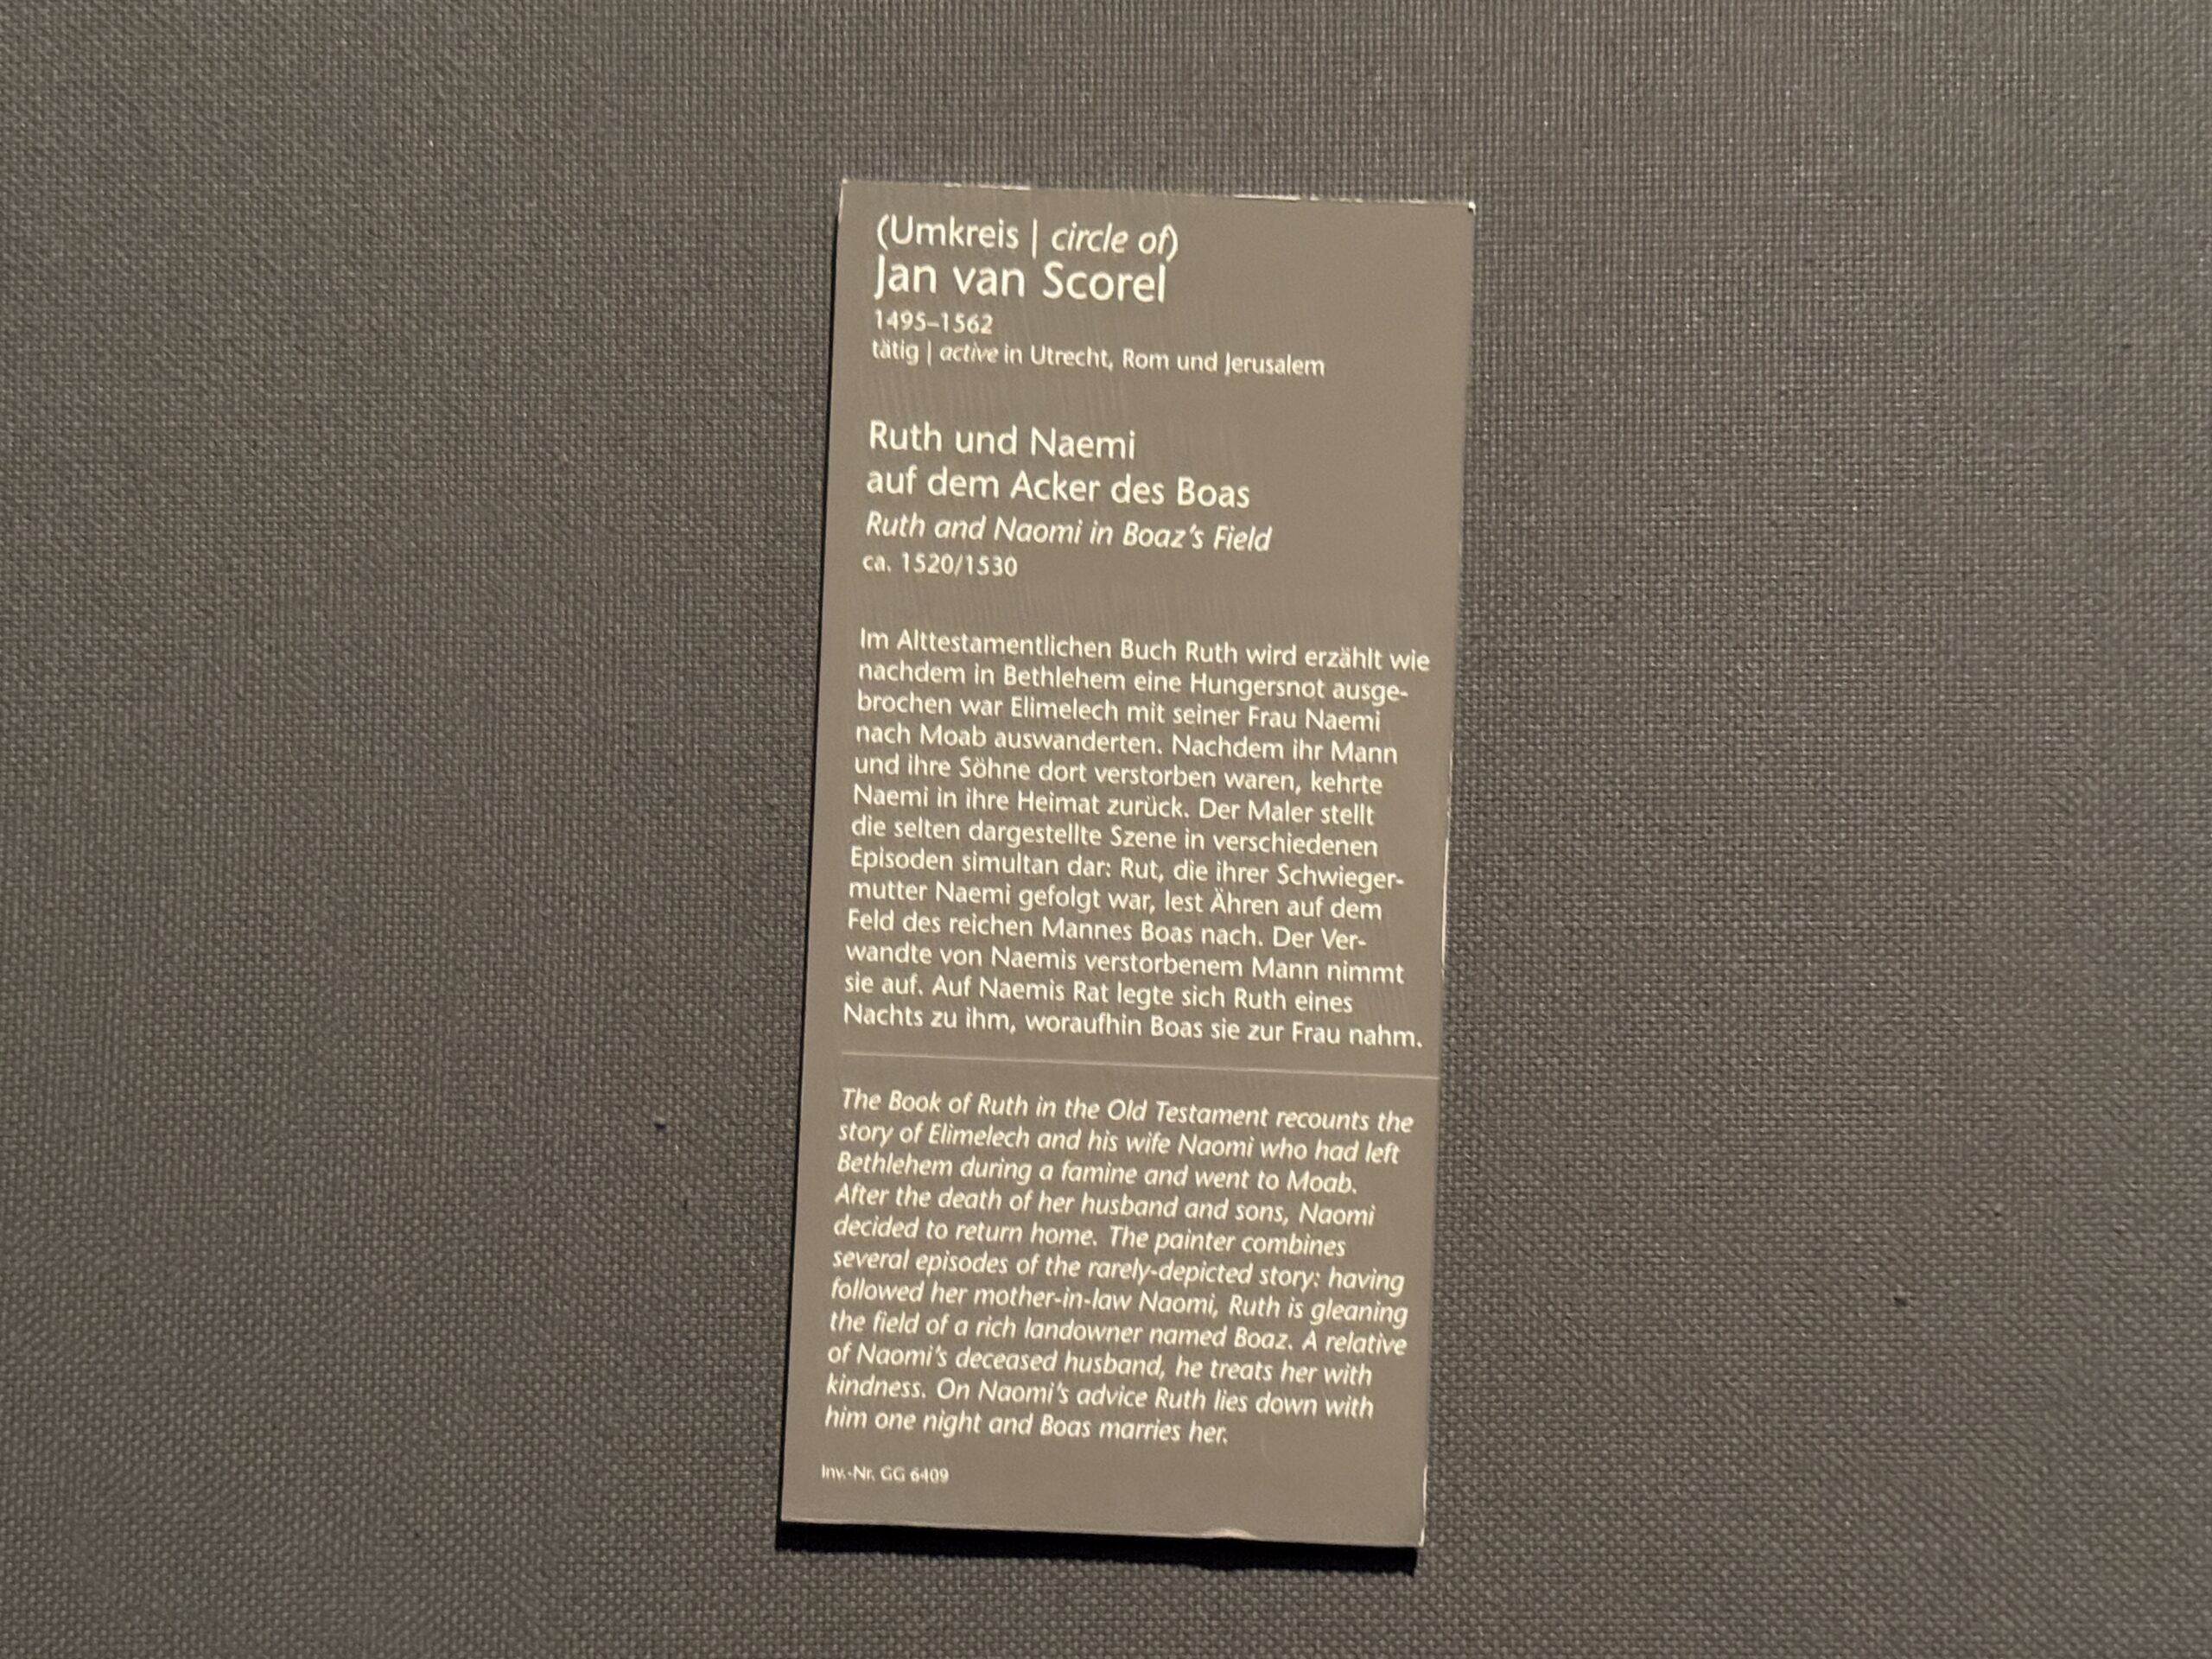 (Umkreis | circle of)
Jan van Scorel
1495–1562
tätig | active in Utrecht, Rom und Jerusalem
Ruth und Naemi
auf dem Acker des Boas
Ruth and Naomi in Boaz's Field
ca. 1520/1530
Im Alttestamentlichen Buch Ruth wird erzählt wie
nachdem in Bethlehem eine Hungersnot ausge-
brochen war Elimelech mit seiner Frau Naemi
nach Moab auswanderten. Nachdem ihr Mann
und ihre Söhne dort verstorben waren, kehrte
Naemi in ihre Heimat zurück. Der Maler stellt
die selten dargestellte Szene in verschiedenen
Episoden simultan dar: Rut, die ihrer Schwieger-
mutter Naemi gefolgt war, lest Ähren auf dem
Feld des reichen Mannes Boas nach. Der Ver-
wandte von Naemis verstorbenem Mann nimmt
sie auf. Auf Naemis Rat legte sich Ruth eines
Nachts zu ihm, woraufhin Boas sie zur Frau nahm.
The Book of Ruth in the Old Testament recounts the
story of Elimelech and his wife Naomi who had left
Bethlehem during a famine and went to Moab.
After the death of her husband and sons, Naomi
decided to return home. The painter combines
several episodes of the rarely-depicted story: having
followed her mother-in-law Naomi, Ruth is gleaning
the field of a rich landowner named Boaz. A relative
of Naomi's deceased husband, he treats her with
kindness. On Naomi's advice Ruth lies down with
him one night and Boas marries her.
Inv.-Nr. GG 6409